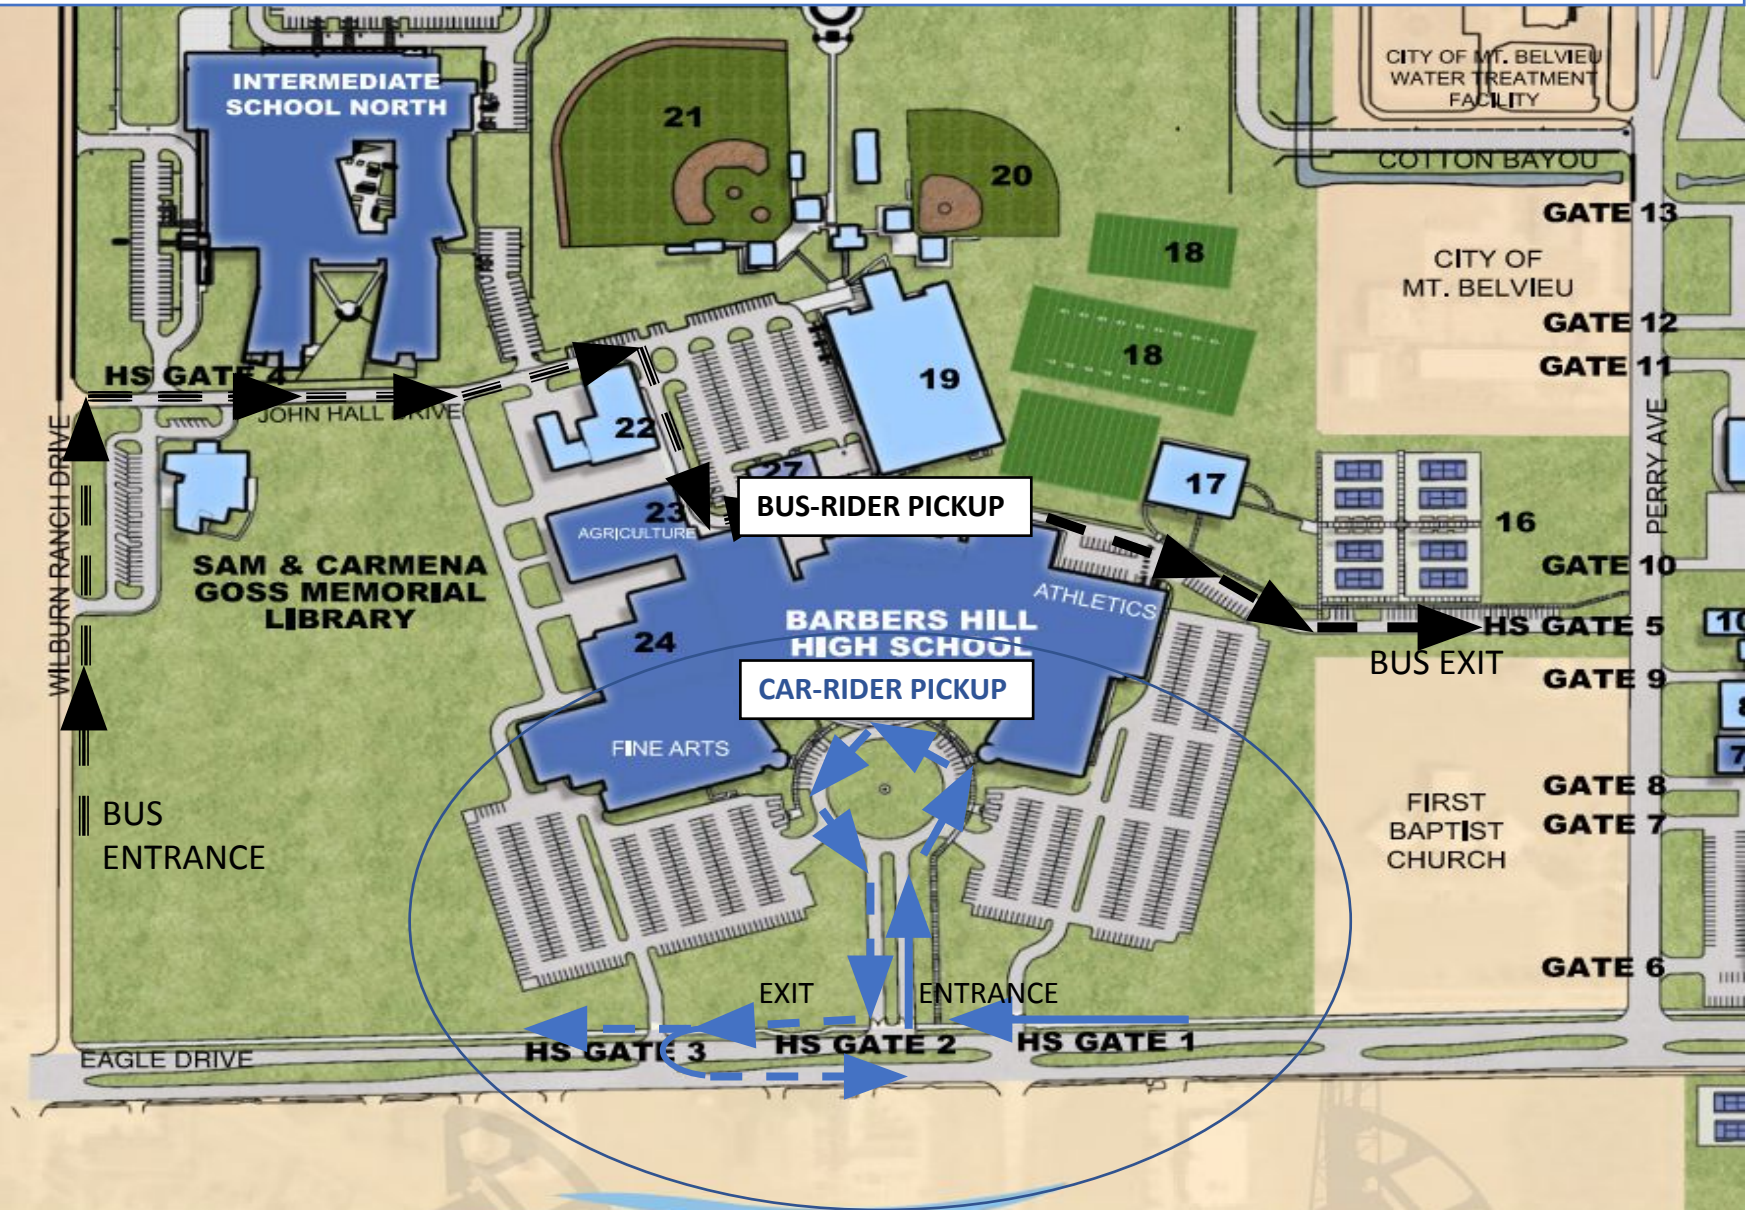 INTERMEDIATE
SCHOOL NORTH
CITY OF MT. BELVIEU
WATER TREATMENT
FACILITY
21
20
COTTON BAYOU
GATE 13
18
CITY OF
MT. BELVIEU
GATE 12
18
GATE 11
19
HS GATE 4
JOHN HALL DRIVE
22
27
17
16
PERRY AVE
WILBURN RANCH DRIVE
BUS-RIDER PICKUP
23
AGRICULTURE
SAM & CARMENA
GOSS MEMORIAL
LIBRARY
GATE 10
ATHLETICS
BARBERS HILL
HIGH SCHOOL
24
HS GATE 5
10
BUS EXIT
GATE 9
CAR-RIDER PICKUP
8
FINE ARTS
7
GATE 8
FIRST
BAPTIST
CHURCH
GATE 7
BUS
ENTRANCE
GATE 6
EXIT
ENTRANCE
HS GATE 3
HS GATE 2
HS GATE 1
EAGLE DRIVE